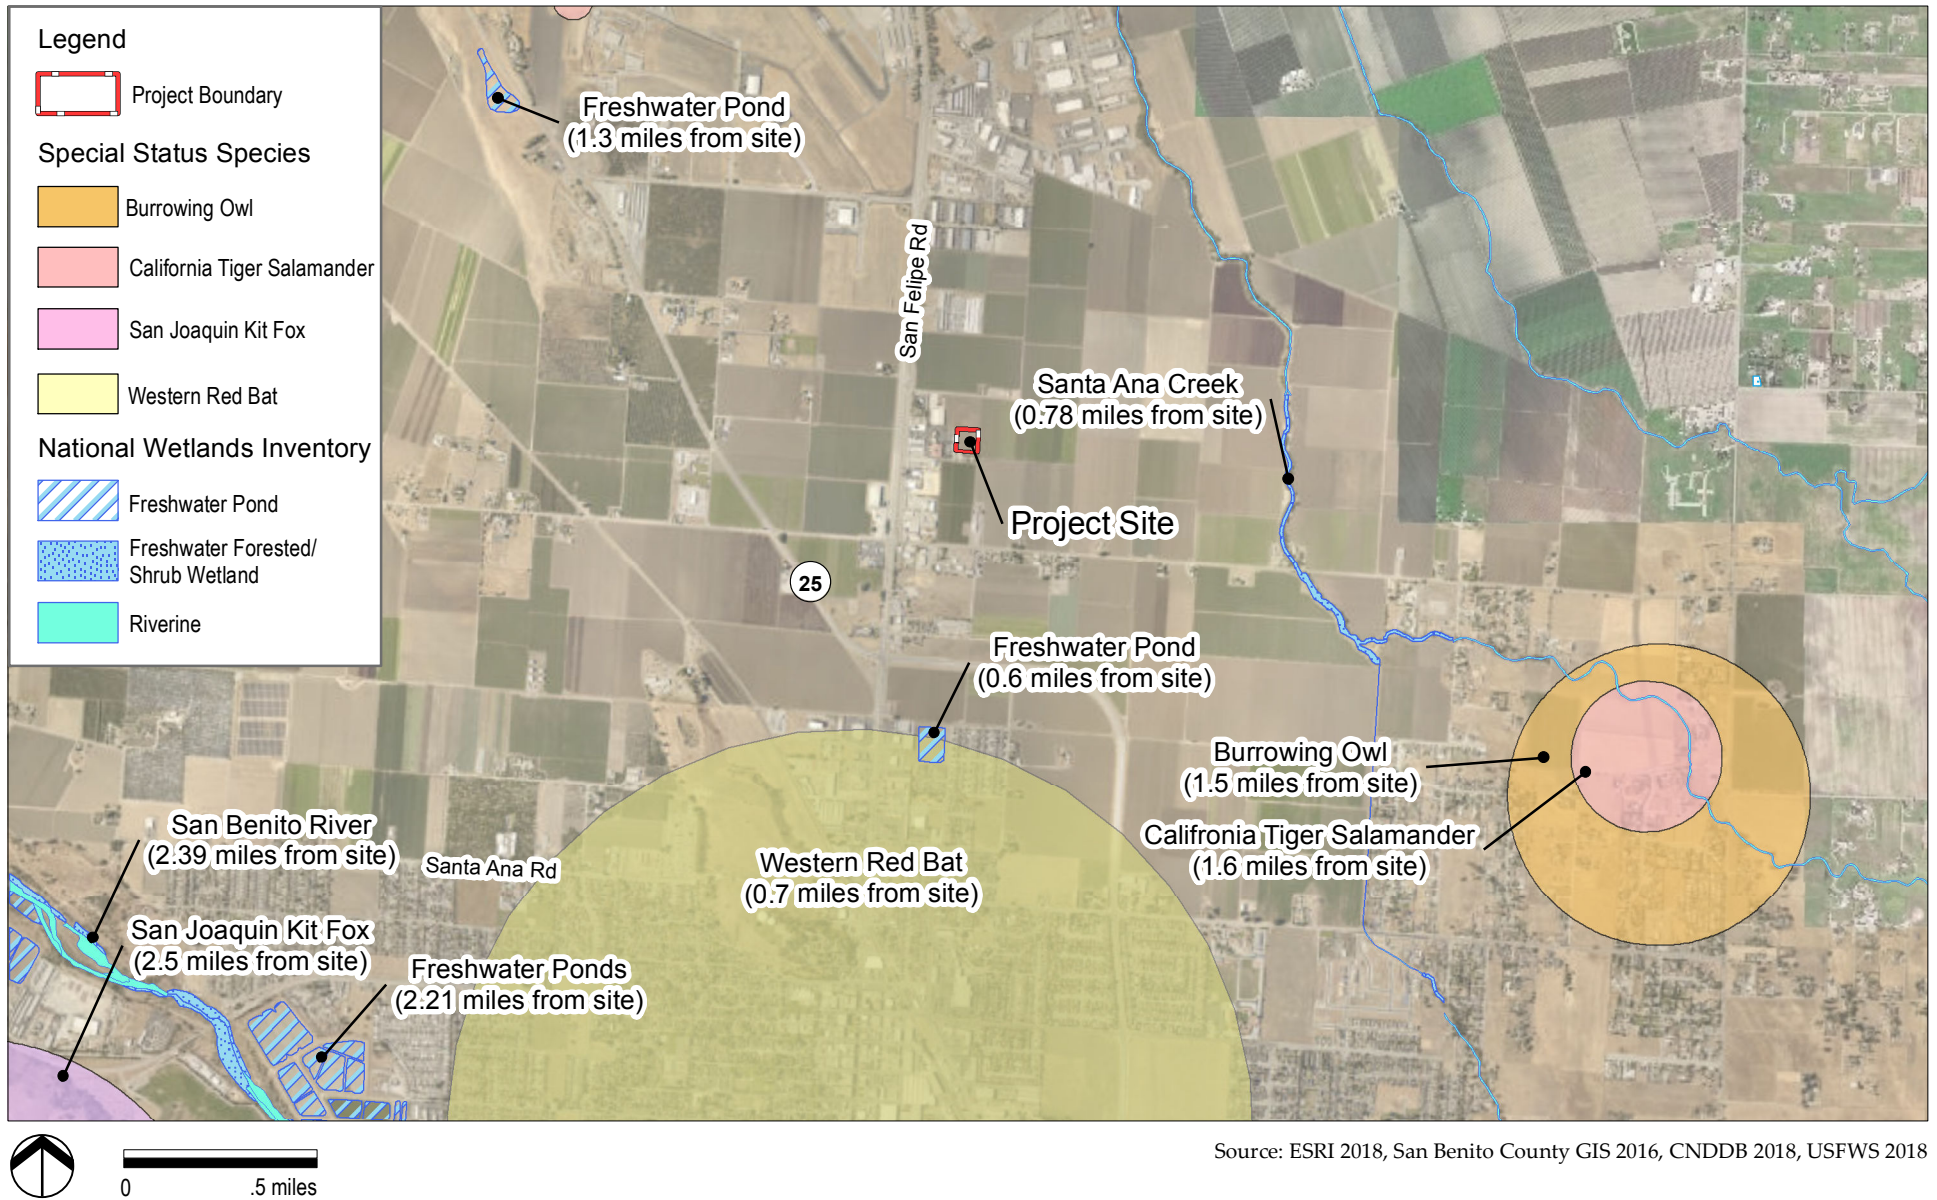 Legend
Project Boundary
Special Status Species
Burrowing Owl
California Tiger Salamander
San Joaquin Kit Fox
Western Red Bat
National Wetlands Inventory
Freshwater Pond
Freshwater Forested/
Shrub Wetland
Riverine
Freshwater Pond
(1.3 miles from site)
San Felipe Rd
Santa Ana Creek
(0.78 miles from site)
Project Site
25
Freshwater Pond
(0.6 miles from site)
Burrowing Owl
(1.5 miles from site)
Califronia Tiger Salamander
(1.6 miles from site)
San Benito River
(2.39 miles from site)
Santa Ana Rd
Western Red Bat
(0.7 miles from site)
San Joaquin Kit Fox
(2.5 miles from site)
Freshwater Ponds
(2.21 miles from site)
0 .5 miles
Source: ESRI 2018, San Benito County GIS 2016, CNDDB 2018, USFWS 2018